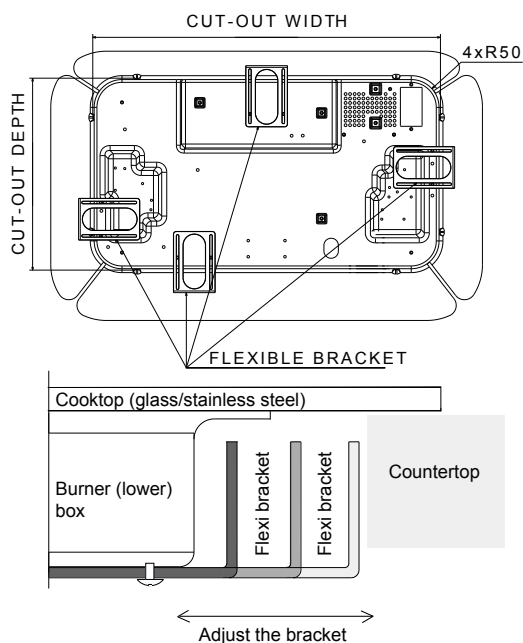 CUT-OUT WIDTH
4xR50
CUT-OUT DEPTH
FLEXIBLE BRACKET
Cooktop (glass/stainless steel)
Burner (lower)
box
Flexi bracket
Flexi bracket
Countertop
Adjust the bracket